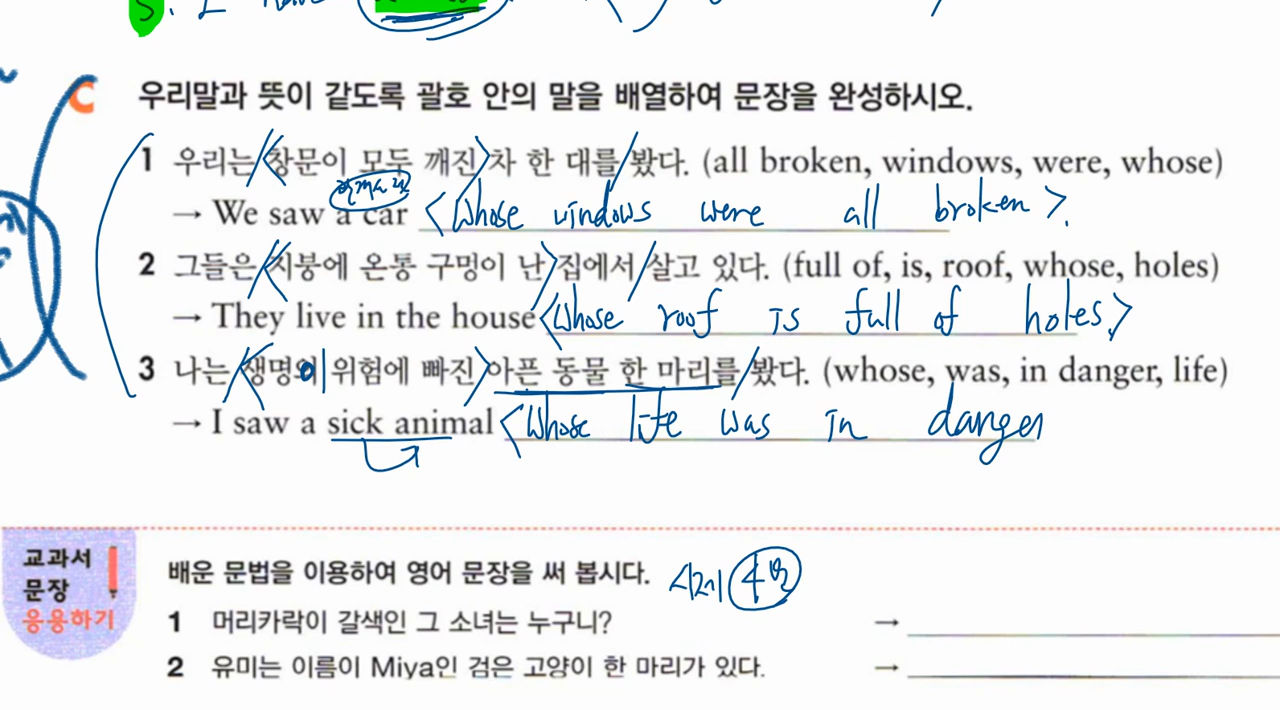 5. I have
C 우리말과 뜻이 같도록 괄호 안의 말을 배열하여 문장을 완성하시오.
1 우리는 창문이 모두 깨진 차 한 대를 봤다. (all broken, windows, were, whose)
→ We saw a car whose windows were all broken.
2 그들은 지붕에 온통 구멍이 난 집에서 살고 있다. (full of, is, roof, whose, holes)
→ They live in the house whose roof is full of holes.
3 나는 생명이 위험에 빠진 아픈 동물 한 마리를 봤다. (whose, was, in danger, life)
→ I saw a sick animal whose life was in danger
교과서
문장
응용하기
배운 문법을 이용하여 영어 문장을 써 봅시다.
1 머리카락이 갈색인 그 소녀는 누구니? →
2 유미는 이름이 Miya인 검은 고양이 한 마리가 있다. →